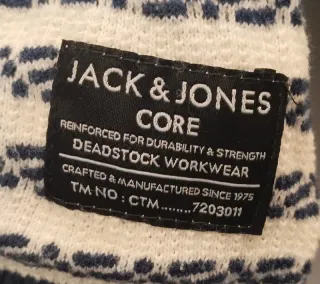 JACK & JONES
CORE
REINFORCED FOR DURABILITY & STRENGTH
DEADSTOCK WORKWEAR
CRAFTED & MANUFACTURED SINCE 1975
TM NO : CTM........7203011